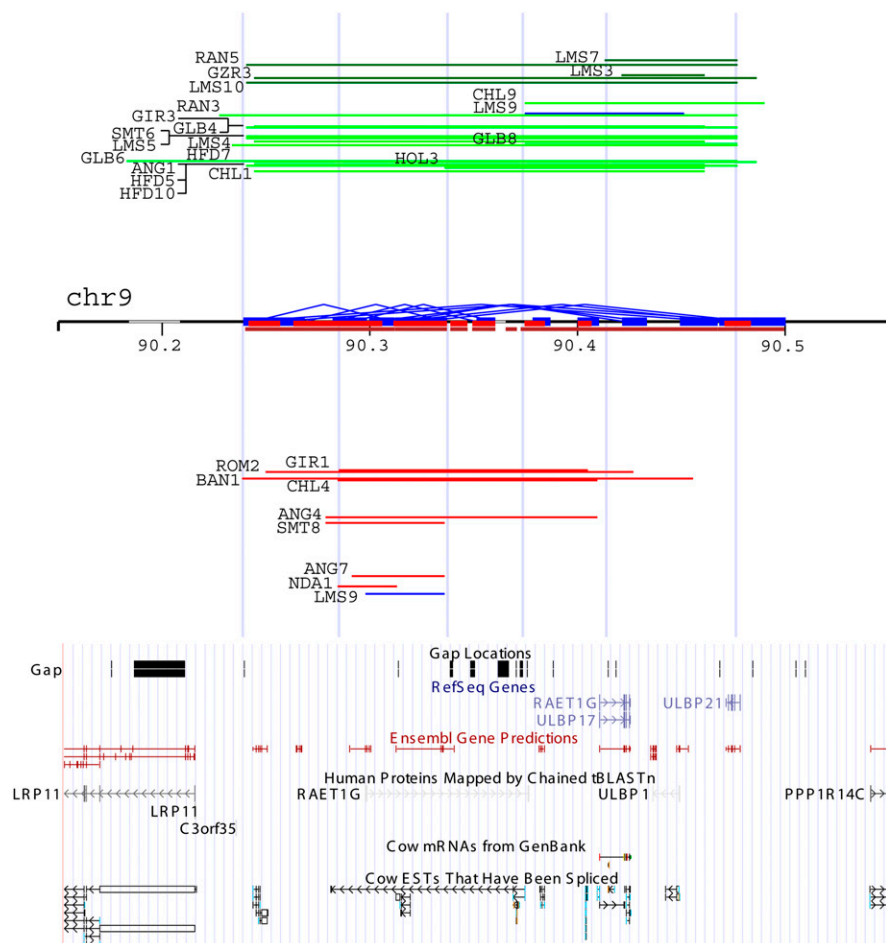 RAN5
LMS7
GZR3
LMS3
LMS10
CHL9
RAN3
LMS9
GIR3
GLB4
SMT6
GLB8
LMS5
LMS4
HFD7
GLB6
HOL3
ANG1
CHL1
HFD5
HFD10
chr9
90.2
90.3
90.4
90.5
GIR1
ROM2
BAN1
CHL4
ANG4
SMT8
ANG7
NDA1
LMS9
Gap Locations
Gap
RefSeq Genes
RAET1G
ULBP21
ULBP17
Ensembl Gene Predictions
Human Proteins Mapped by Chained tBLASTn
LRP11
RAET1G
ULBP1
PPP1R14C
LRP11
C3orf35
Cow mRNAs from GenBank
Cow ESTs That Have Been Spliced